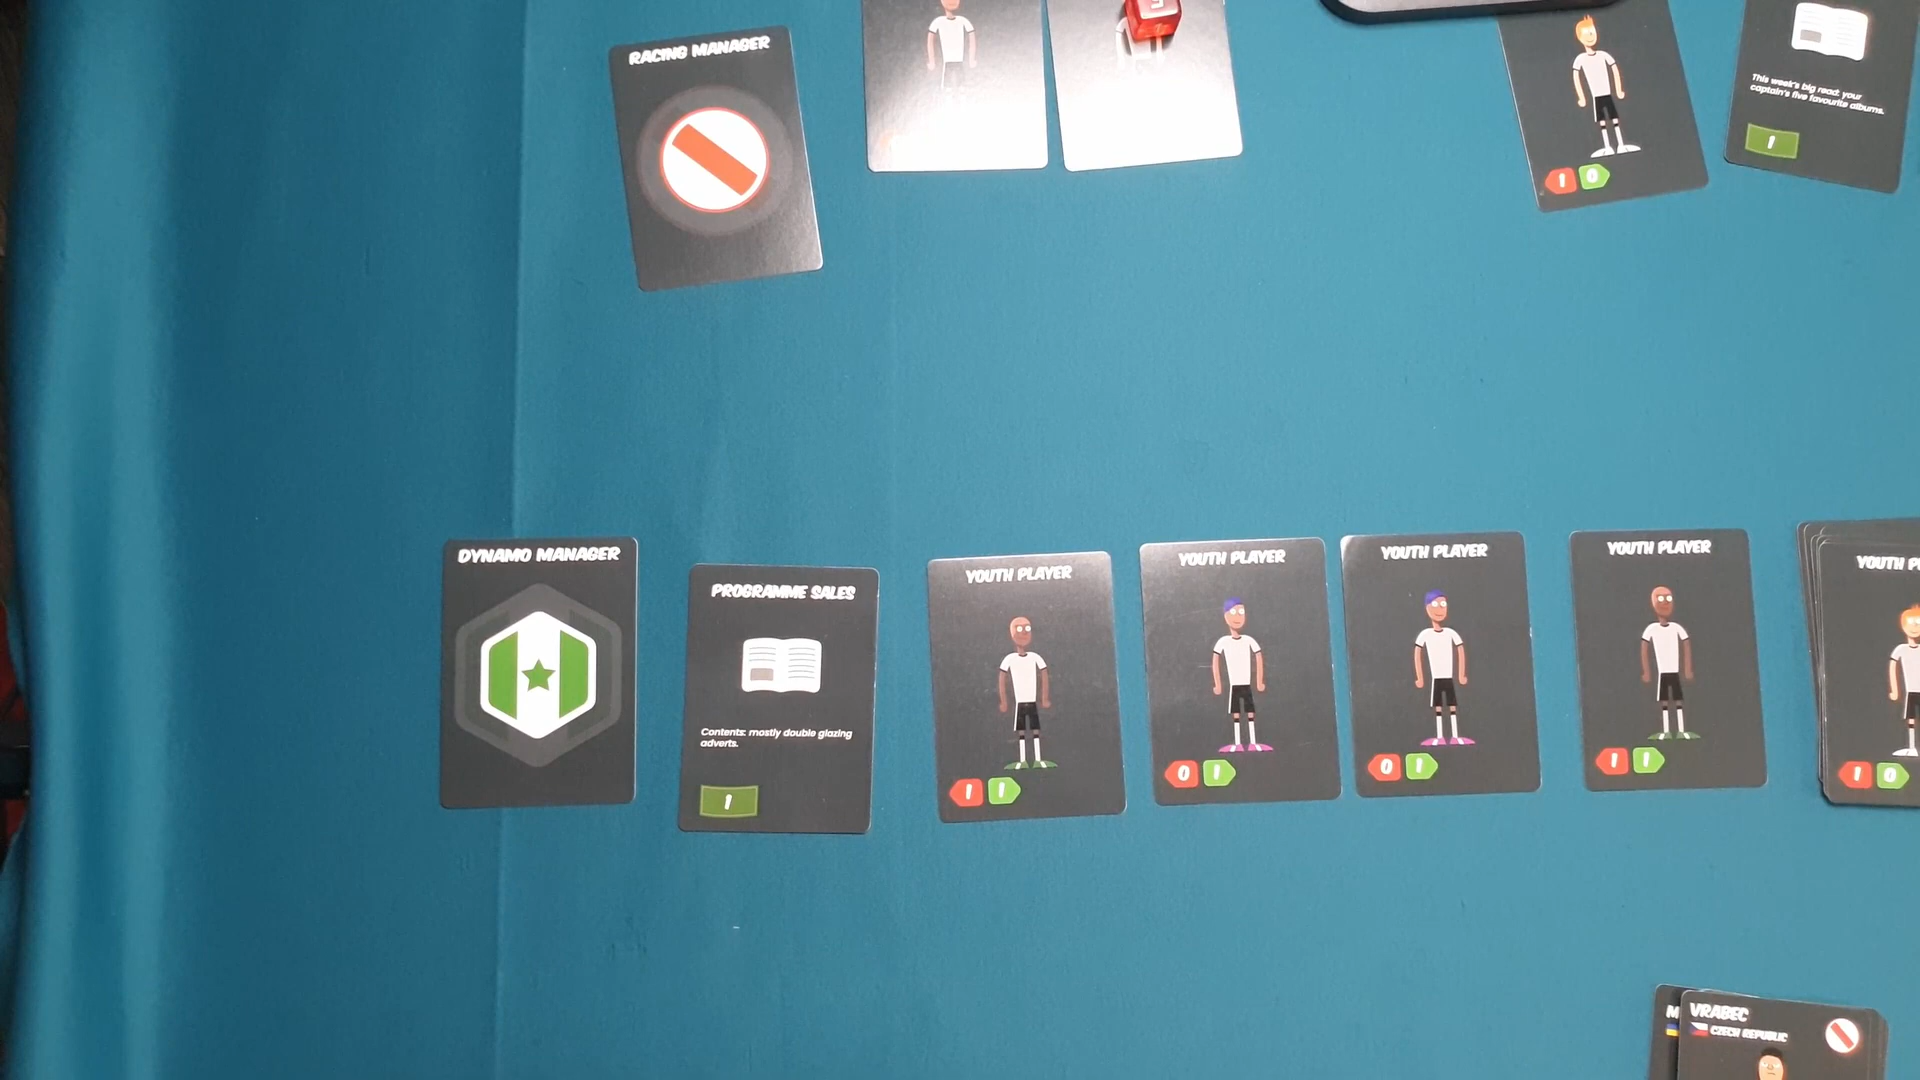 RACING MANAGER
This week's big read: your
captain's five favourite albums.
1
1 0
DYNAMO MANAGER
PROGRAMME SALES
Contents: mostly double glazing
adverts.
1
YOUTH PLAYER
1 1
YOUTH PLAYER
0 1
YOUTH PLAYER
0 1
YOUTH PLAYER
1 1
YOUTH PL
1 0
M
VRABEC
CZECH REPUBLIC